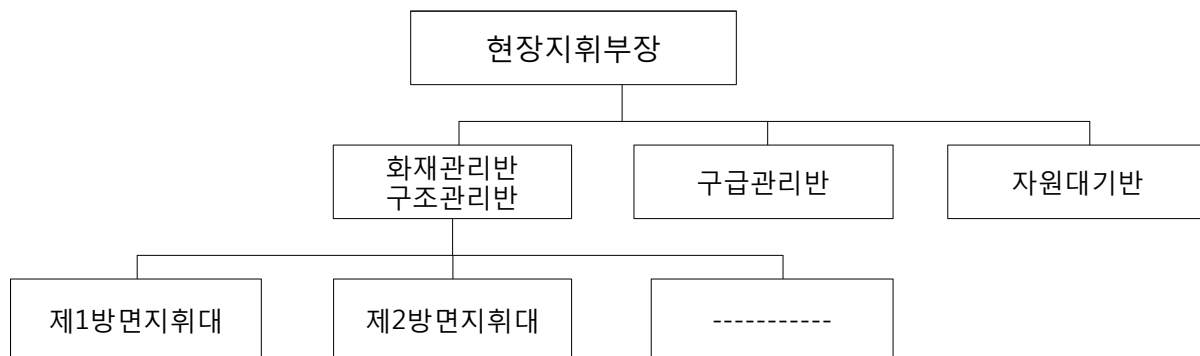 현장지휘부장
화재관리반
구조관리반
구급관리반
자원대기반
제1방면지휘대
제2방면지휘대
-----------